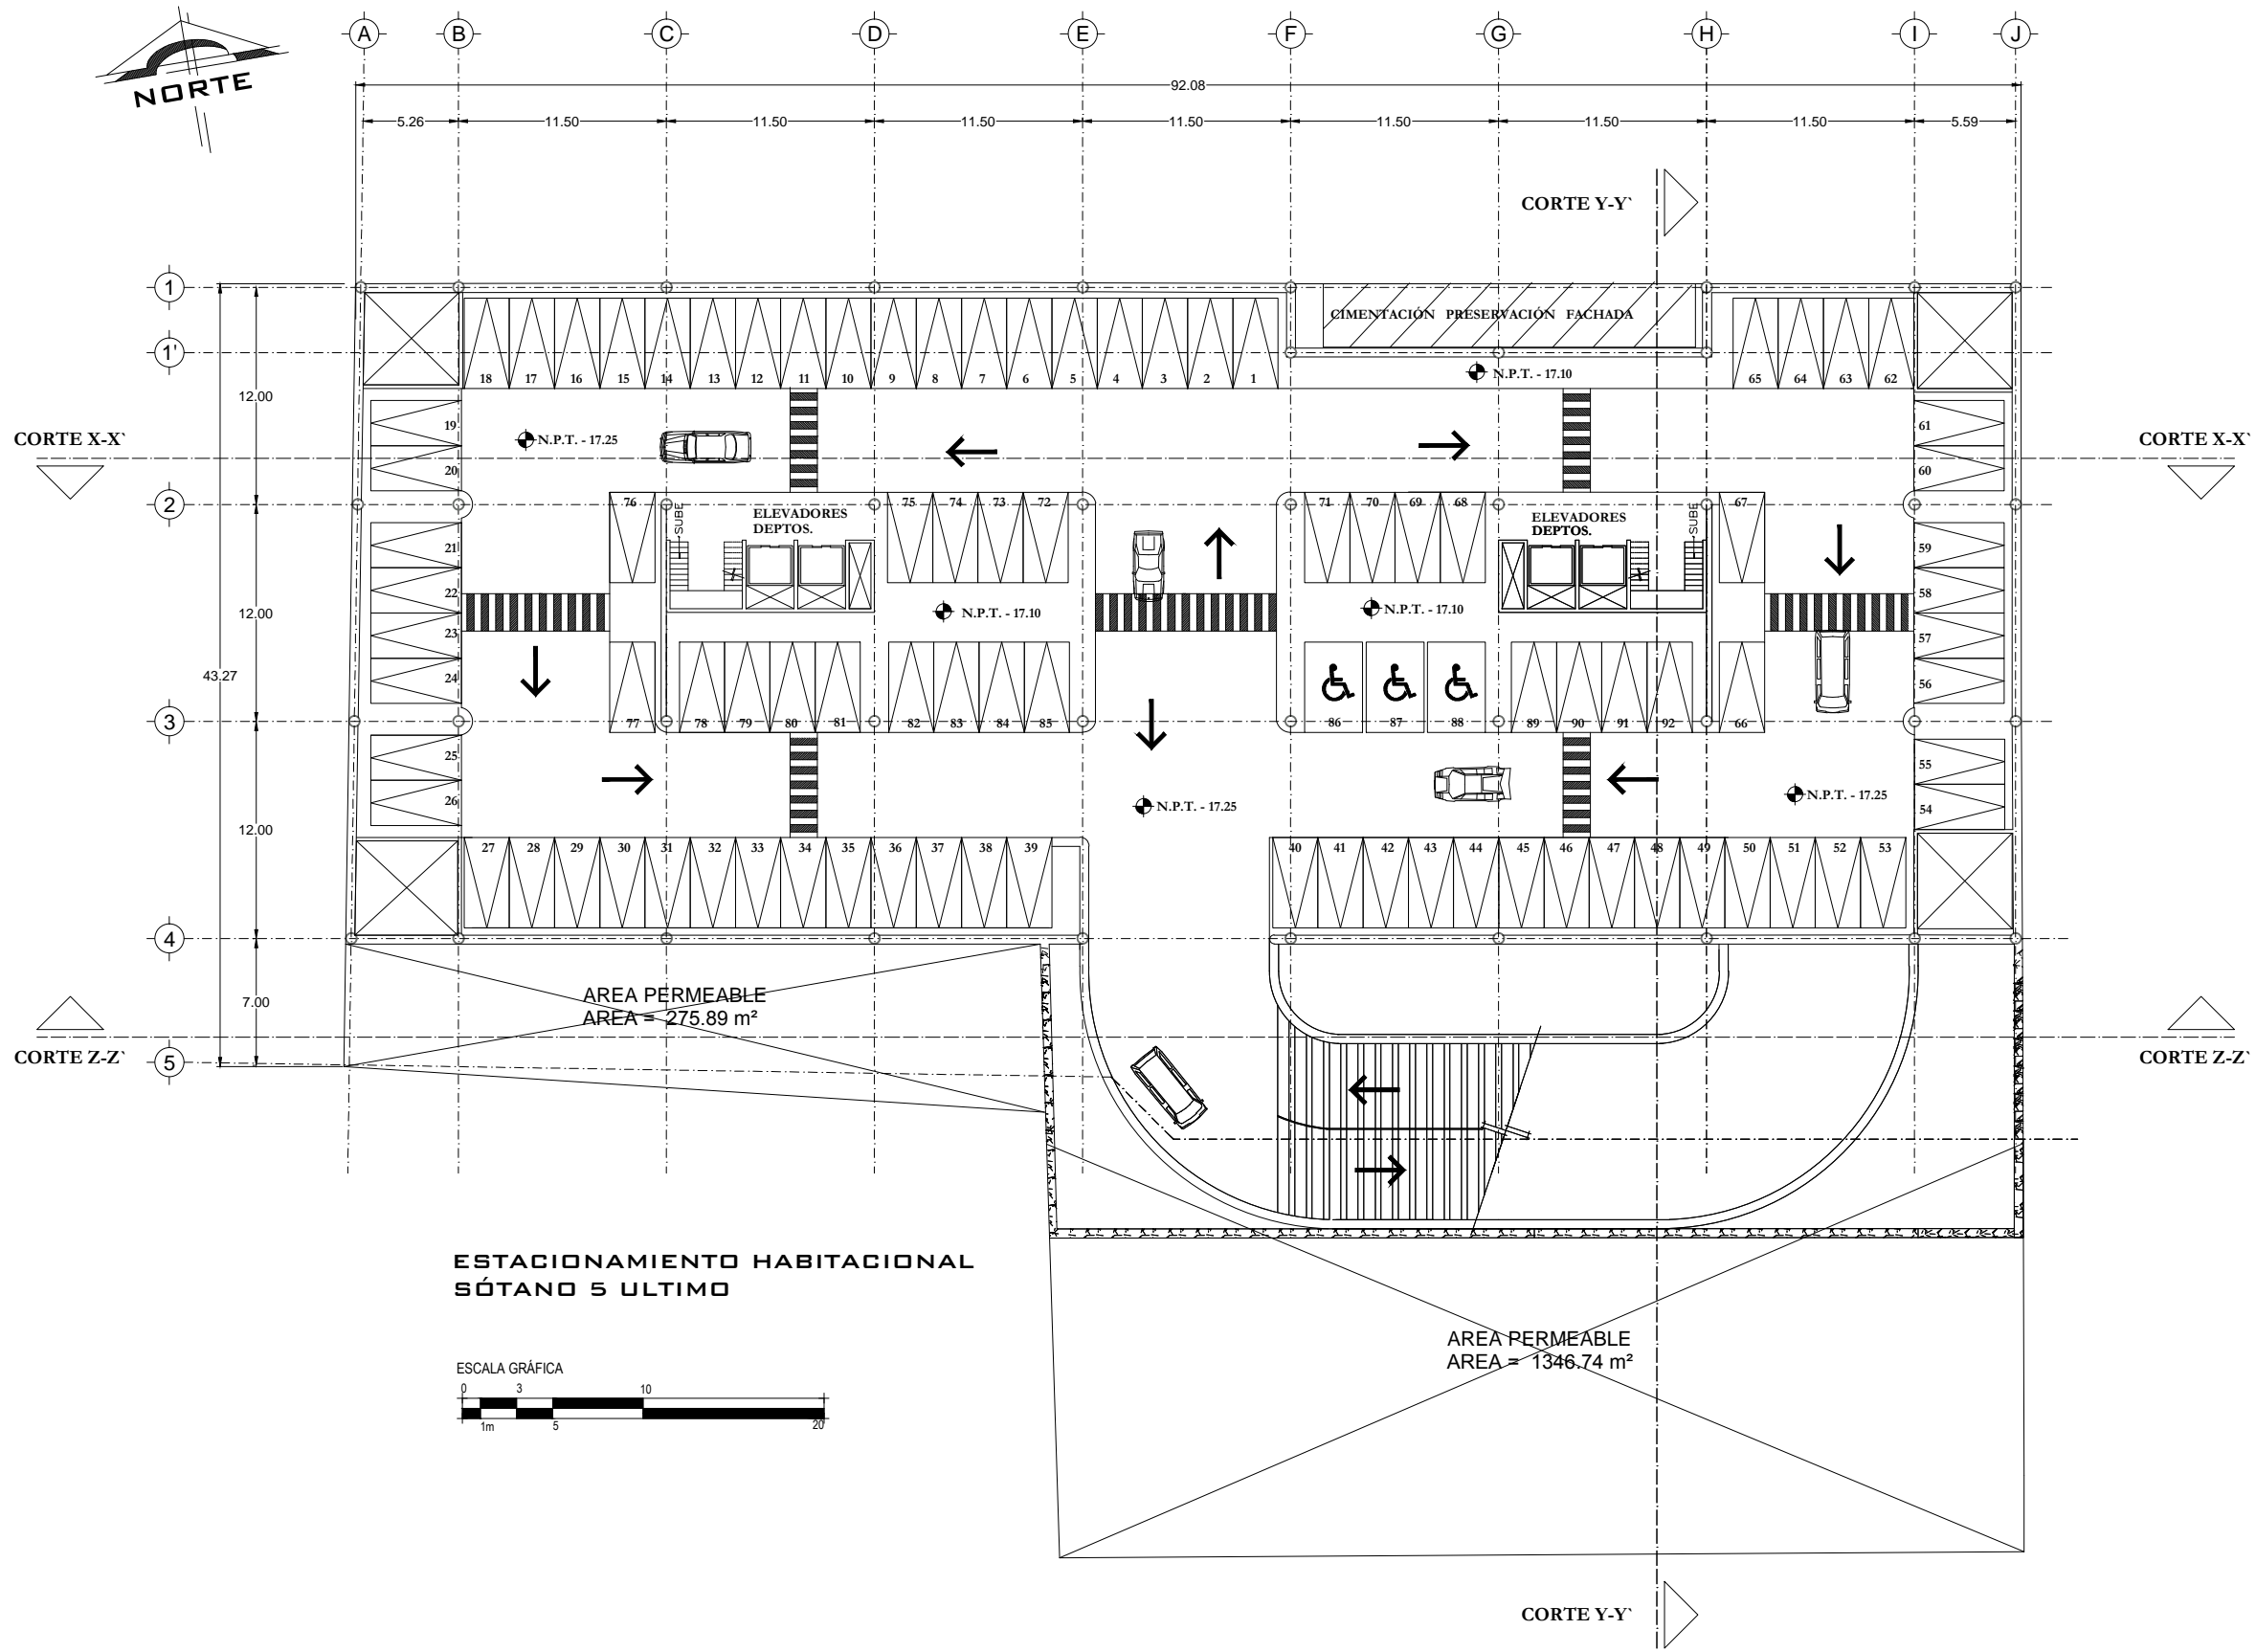 NORTE
A B C D E F G H I J
92.08
5.26 11.50 11.50 11.50 11.50 11.50 11.50 11.50 5.59
CORTE Y-Y`
1
CIMENTACIÓN PRESERVACIÓN FACHADA
1'
18 17 16 15 14 13 12 11 10 9 8 7 6 5 4 3 2 1
N.P.T. - 17.10
65 64 63 62
12.00
CORTE X-X`
19
N.P.T. - 17.25
61
CORTE X-X`
20
60
2
76
SUBE
ELEVADORES
DEPTOS.
75 74 73 72
71 70 69 68
ELEVADORES
DEPTOS.
SUBE
67
21
59
22
58
12.00
N.P.T. - 17.10
N.P.T. - 17.10
23
57
43.27
24
56
3
77 78 79 80 81 82 83 84 85
86 87 88 89 90 91 92 66
25
55
26
N.P.T. - 17.25
N.P.T. - 17.25
54
12.00
27 28 29 30 31 32 33 34 35 36 37 38 39
40 41 42 43 44 45 46 47 48 49 50 51 52 53
4
7.00
AREA PERMEABLE
AREA = 275.89 m²
CORTE Z-Z`
5
CORTE Z-Z`
ESTACIONAMIENTO HABITACIONAL
SÓTANO 5 ULTIMO
AREA PERMEABLE
AREA = 1346.74 m²
ESCALA GRÁFICA
0 3 10
1m 5 20
CORTE Y-Y`